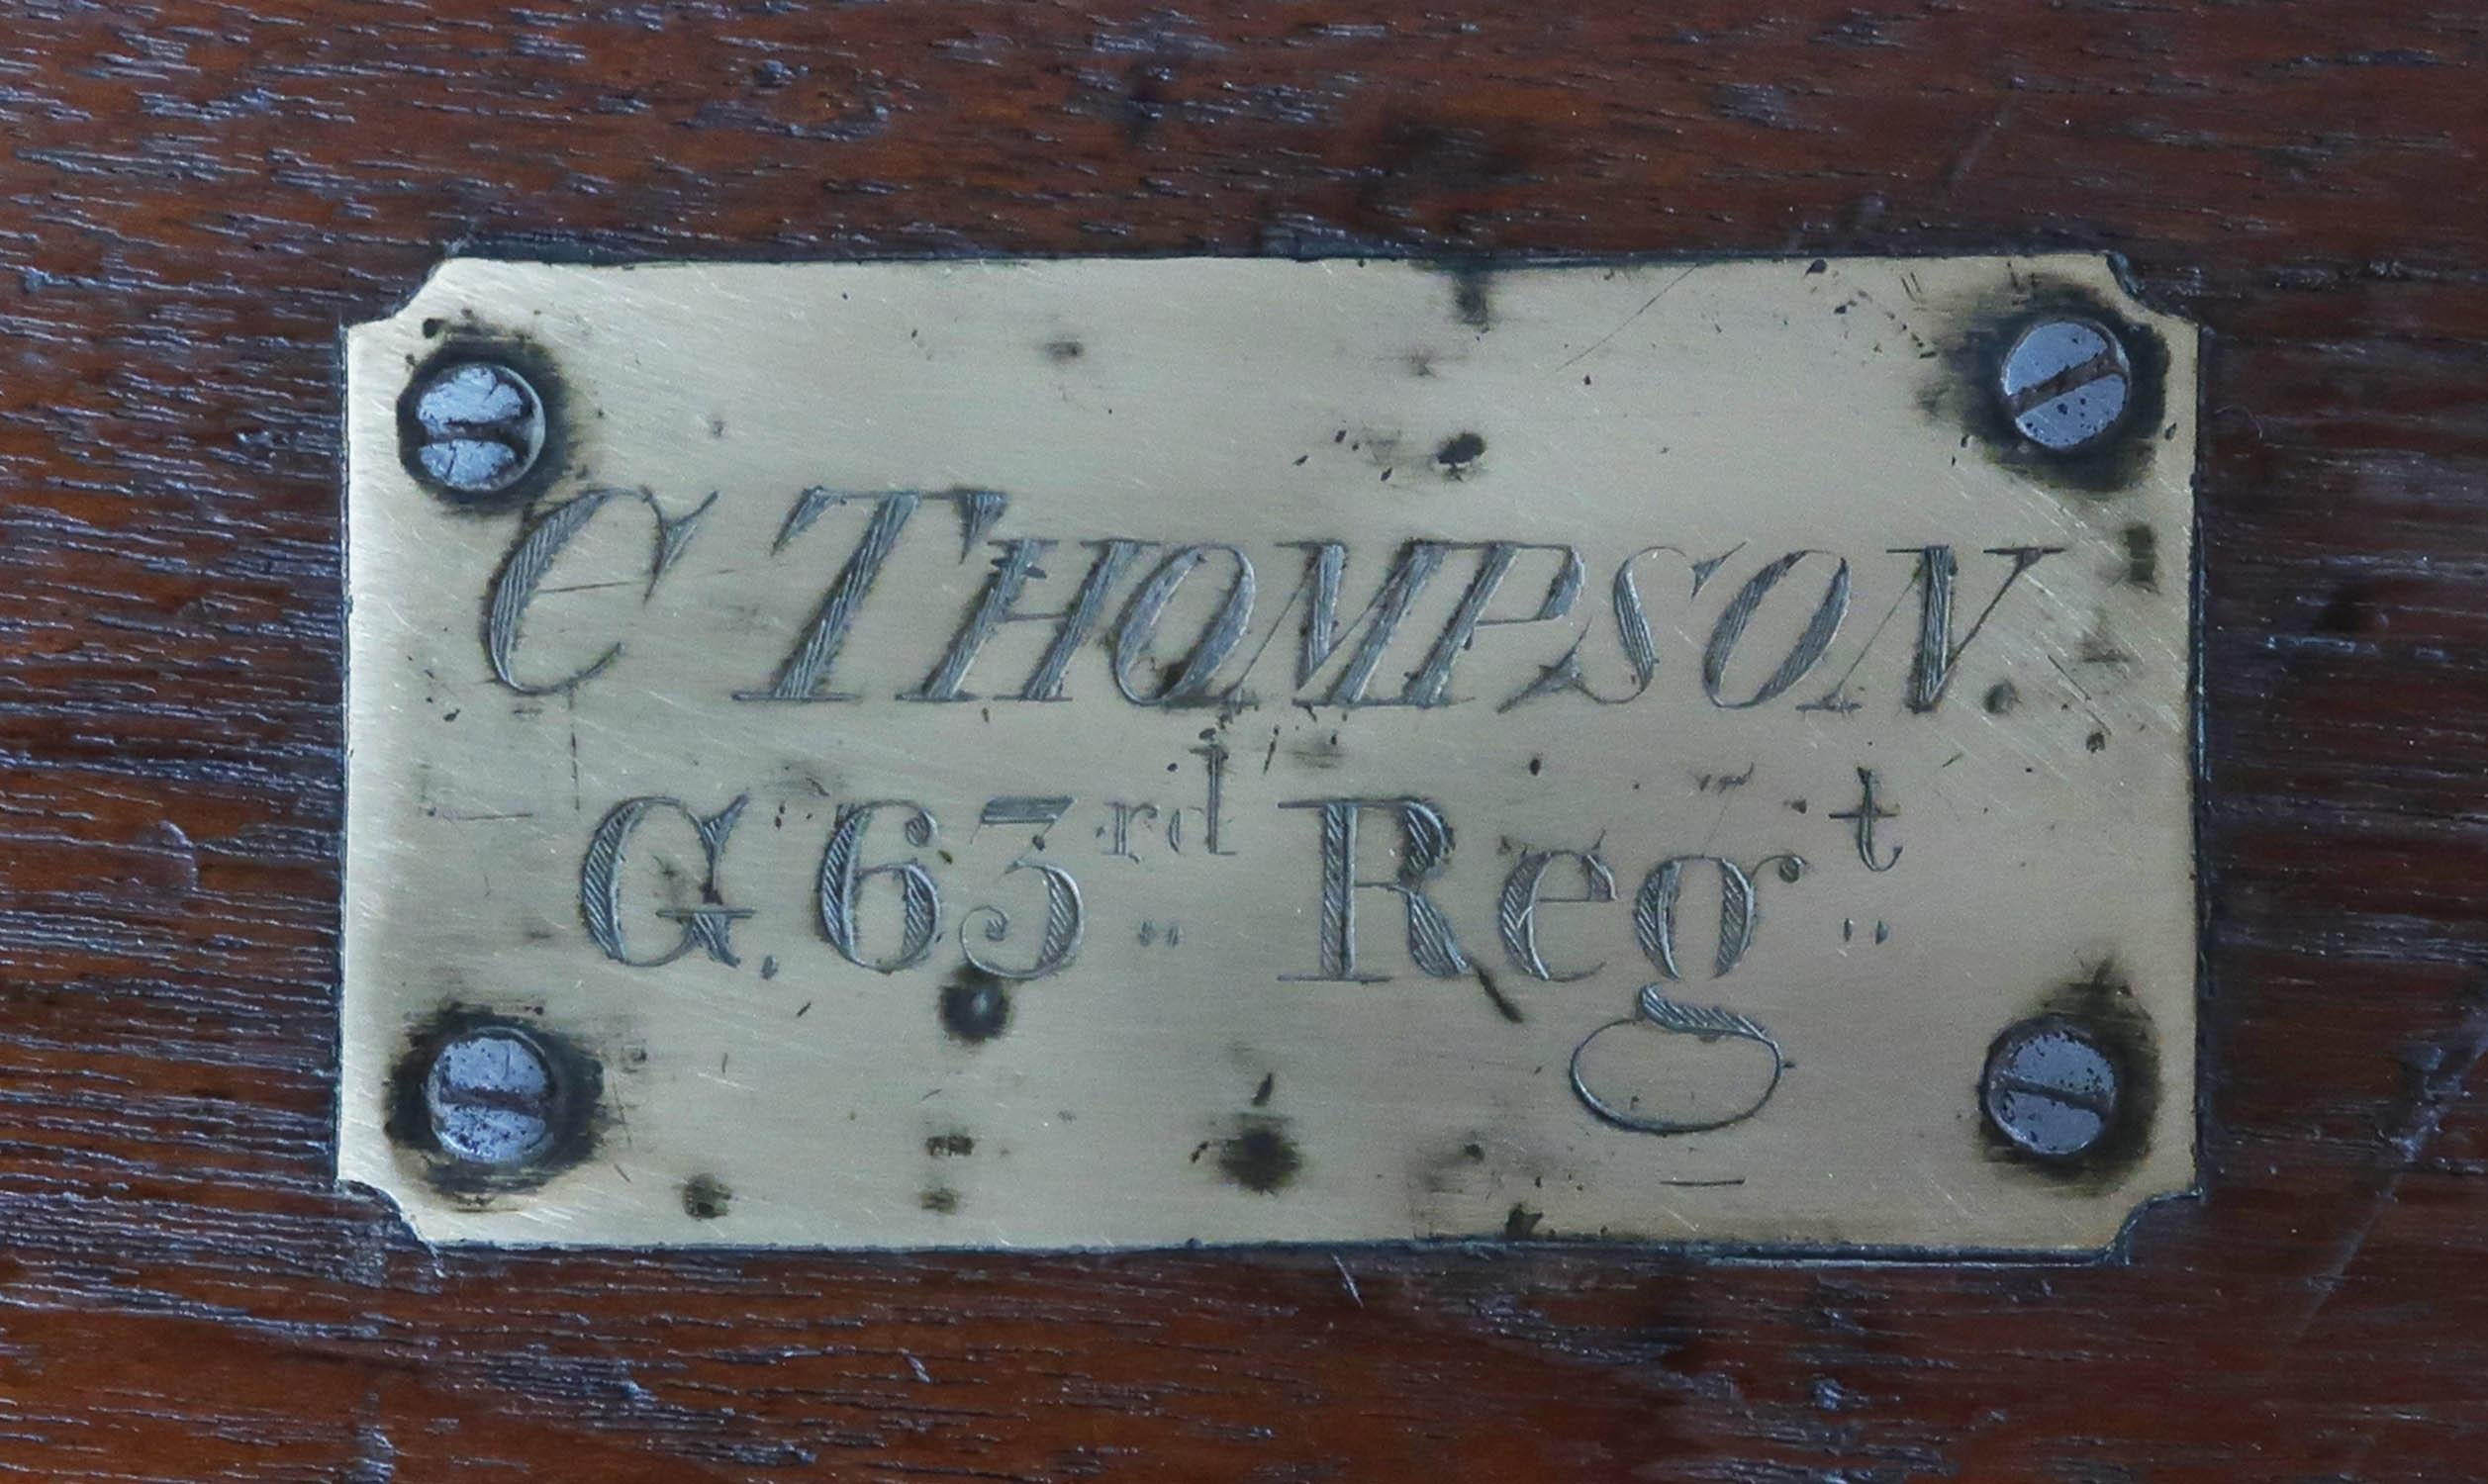 C THOMPSON.
G. 63rd Regt